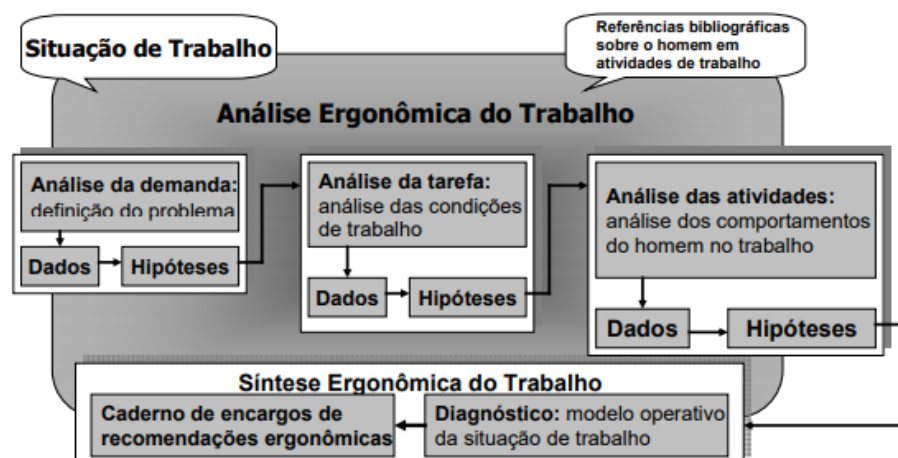 Situação de Trabalho
Referências bibliográficas
sobre o homem em
atividades de trabalho
Análise Ergonômica do Trabalho
Análise da demanda:
definição do problema
Dados
Hipóteses
Análise da tarefa:
análise das condições
de trabalho
Dados
Hipóteses
Análise das atividades:
análise dos comportamentos
do homem no trabalho
Dados
Hipóteses
Síntese Ergonômica do Trabalho
Caderno de encargos de
recomendações ergonômicas
Diagnóstico: modelo operativo
da situação de trabalho